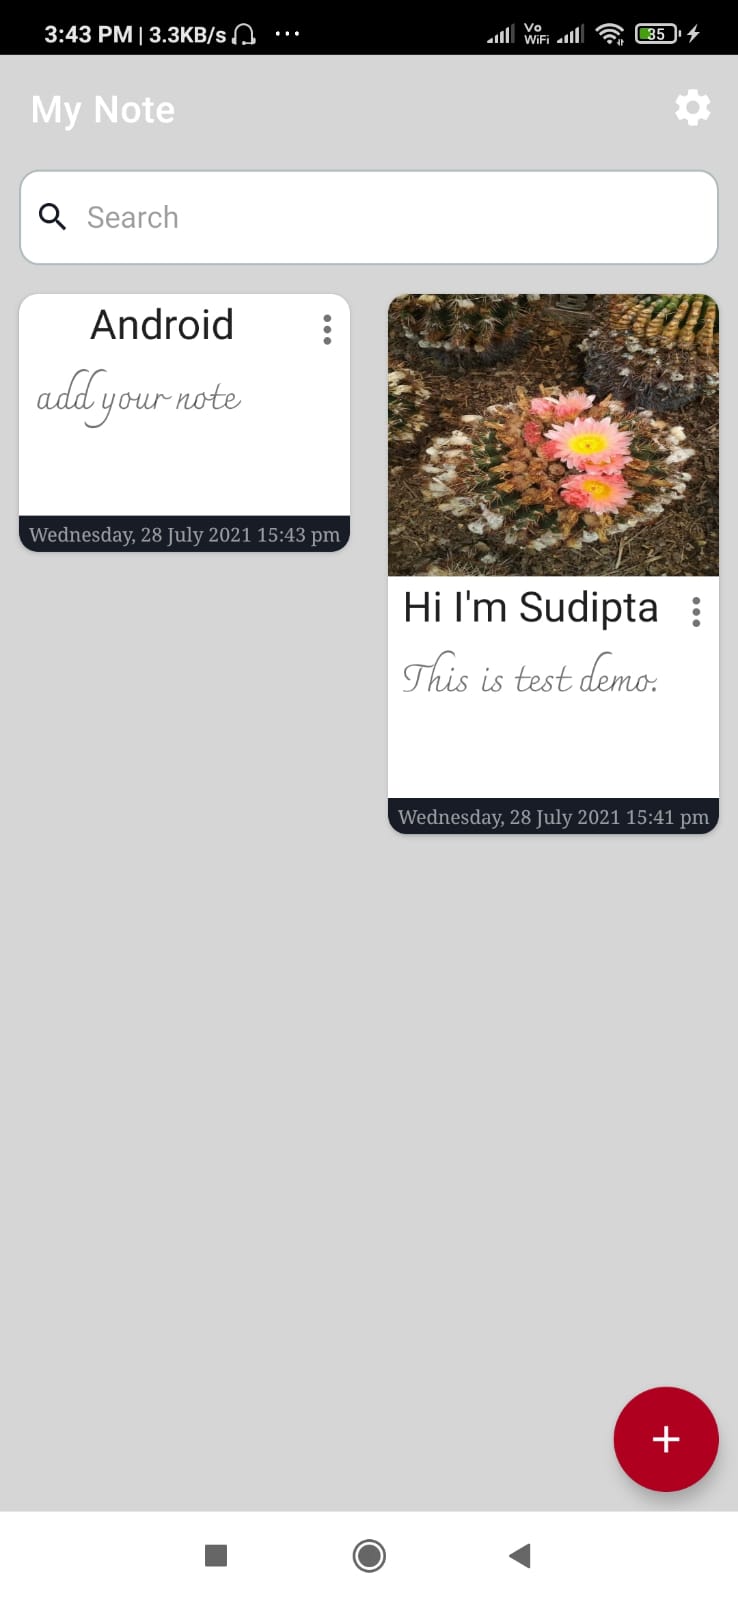 3:43 PM | 3.3KB/s ... Vo WiFi 35
My Note
Search
Android
add your note
Wednesday, 28 July 2021 15:43 pm
Hi I'm Sudipta
This is test demo.
Wednesday, 28 July 2021 15:41 pm
+